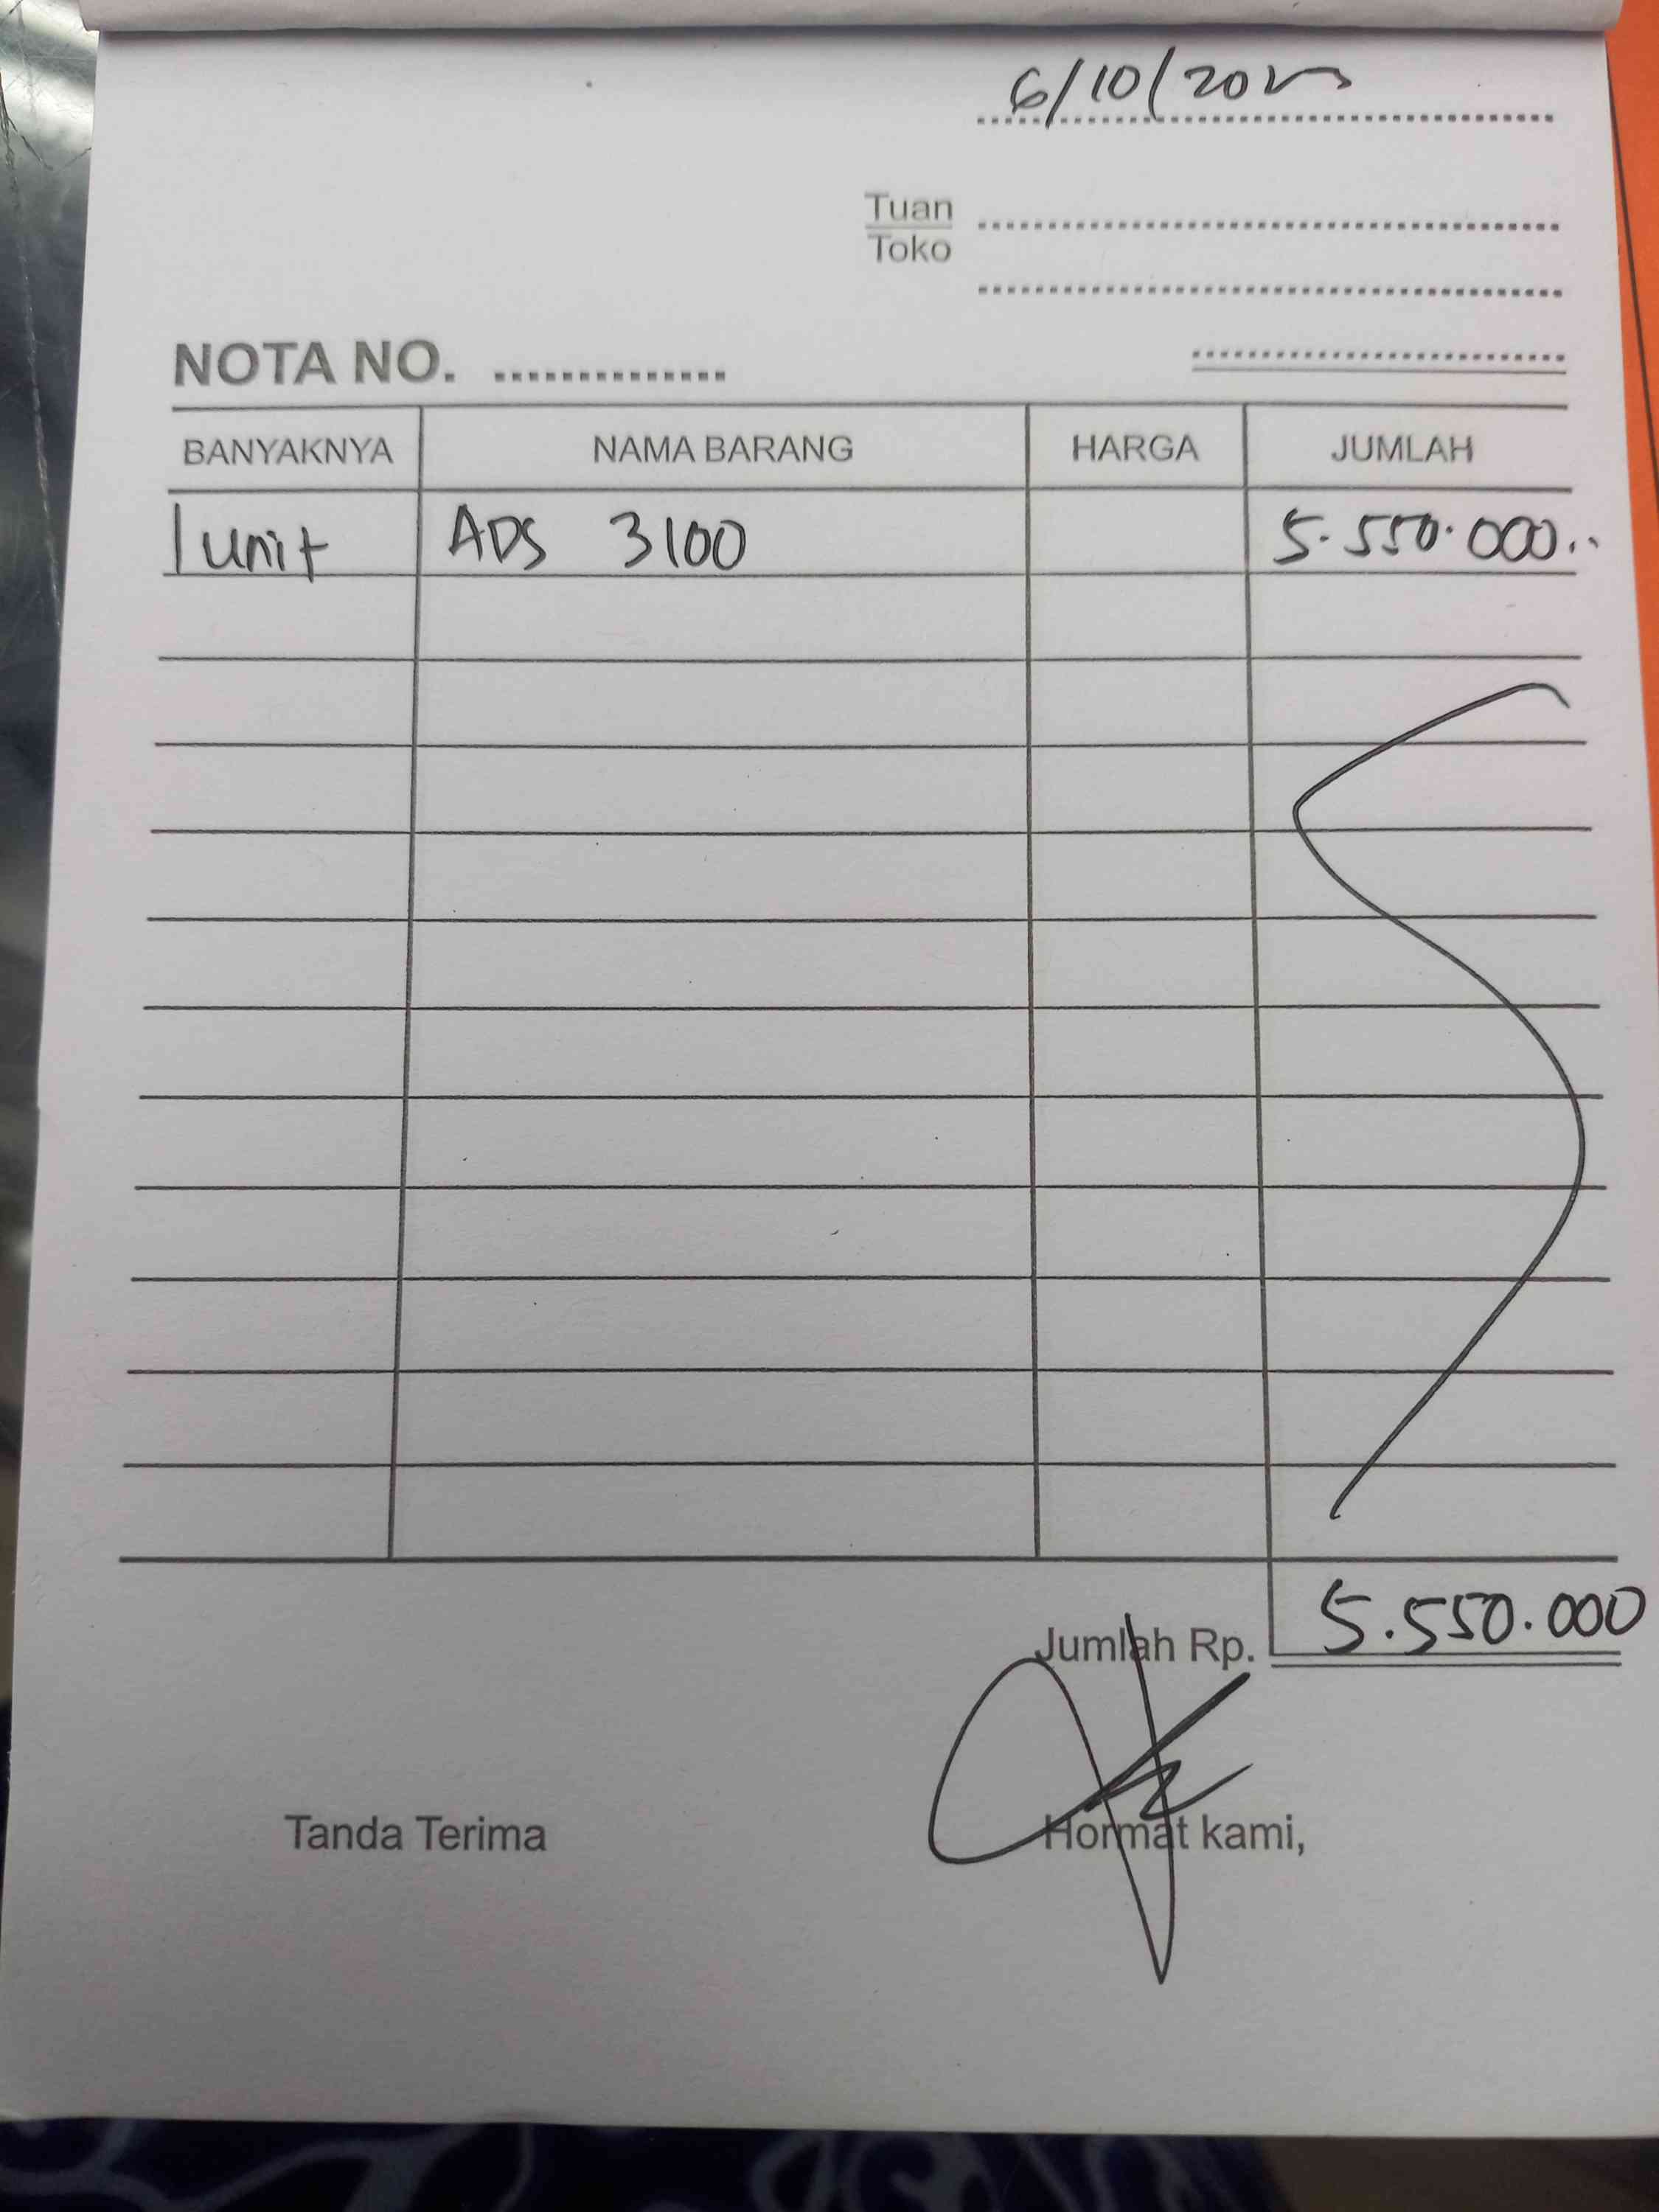 6/10/2025
Tuan
Toko
NOTA NO.
BANYAKNYA NAMA BARANG HARGA JUMLAH
1 unit ADS 3100 5.550.000..
Jumlah Rp. 5.550.000
Tanda Terima Hormat kami,